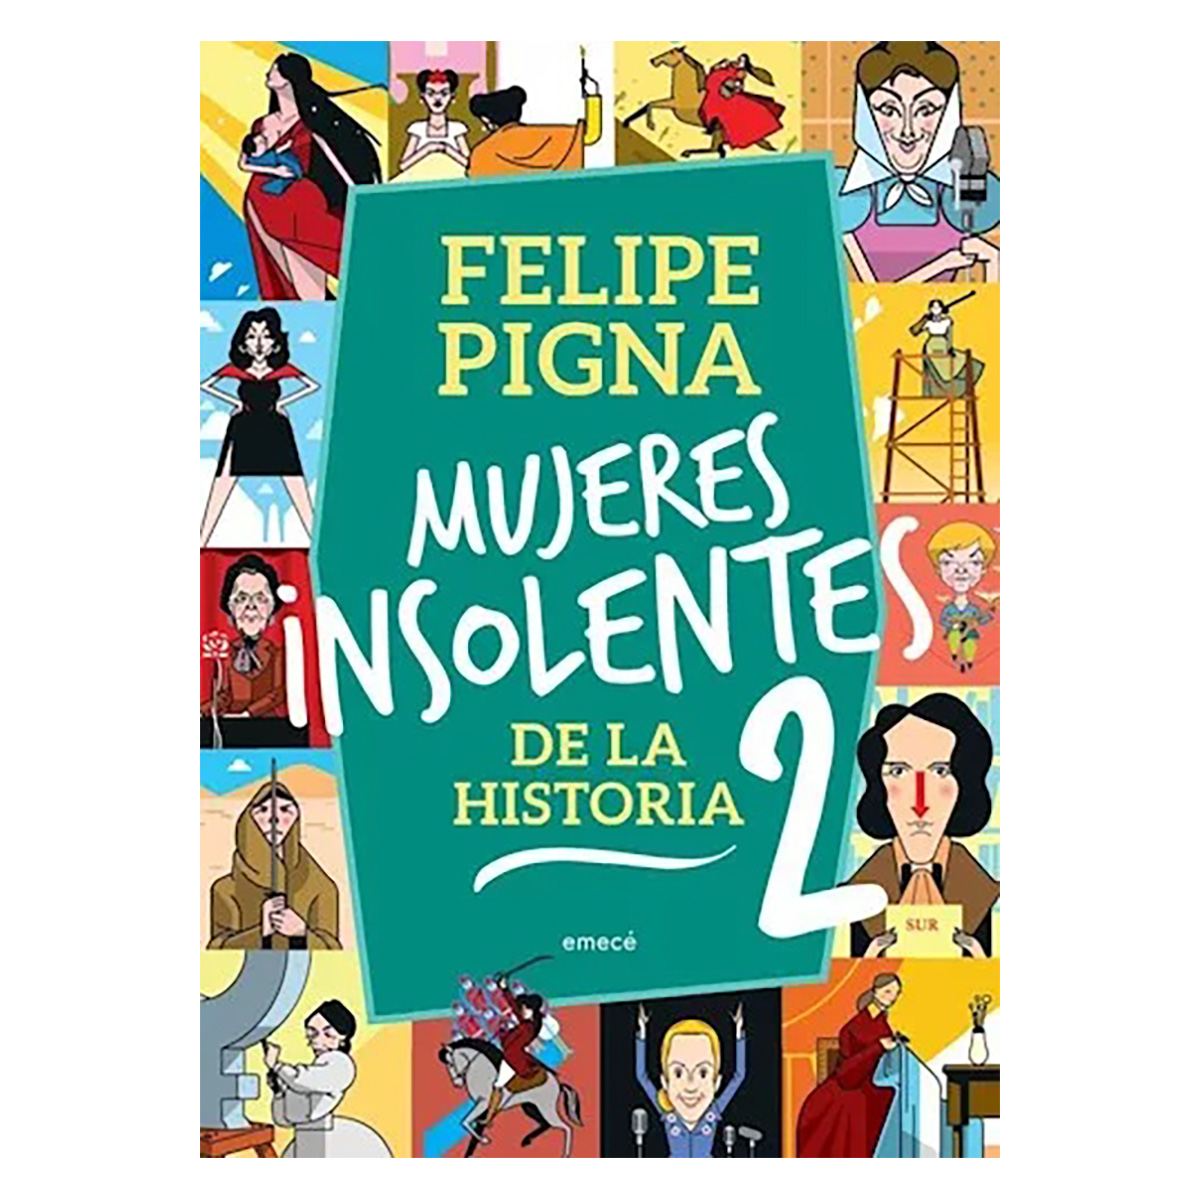 FELIPE
PIGNA
MUJERES
iNSOLENTES
2
DE LA
HISTORIA
emecé
SUR